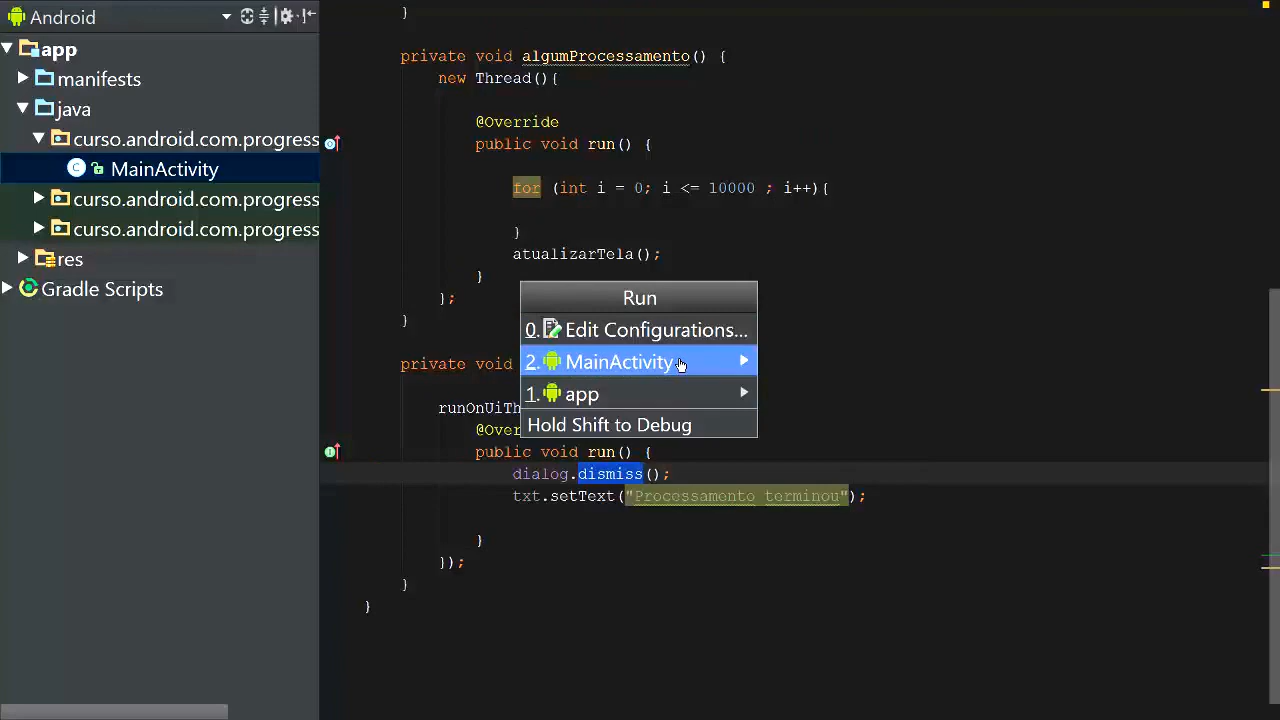 Android
app
manifests
java
curso.android.com.progress
MainActivity
curso.android.com.progress
curso.android.com.progress
res
Gradle Scripts
}
private void algumProcessamento() {
new Thread(){
@Override
public void run() {
for (int i = 0; i <= 10000 ; i++){
}
atualizarTela();
}
};
}
private void
runOnUiTh
@Over
public void run() {
dialog.dismiss();
txt.setText("Processamento terminou");
}
});
}
}
Run
0. Edit Configurations...
2. MainActivity
1. app
Hold Shift to Debug